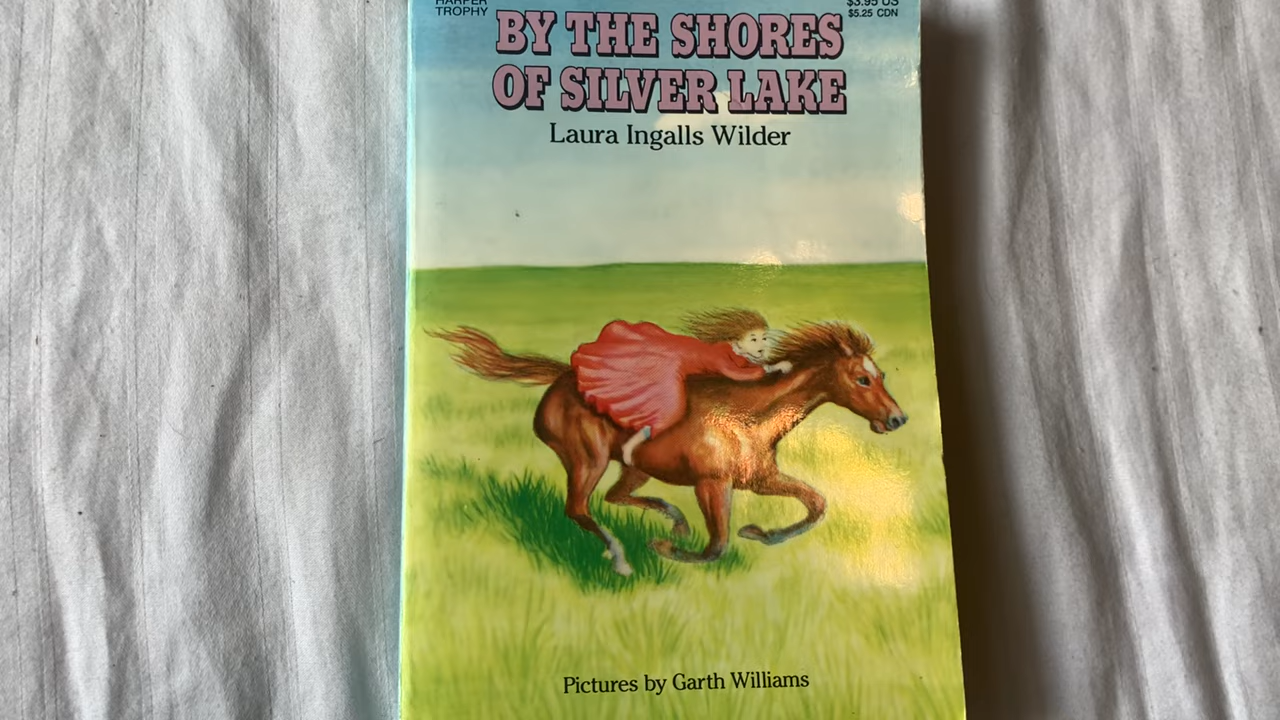 HARPER
TROPHY
$3.95 US
$5.25 CDN
BY THE SHORES
OF SILVER LAKE
Laura Ingalls Wilder
Pictures by Garth Williams